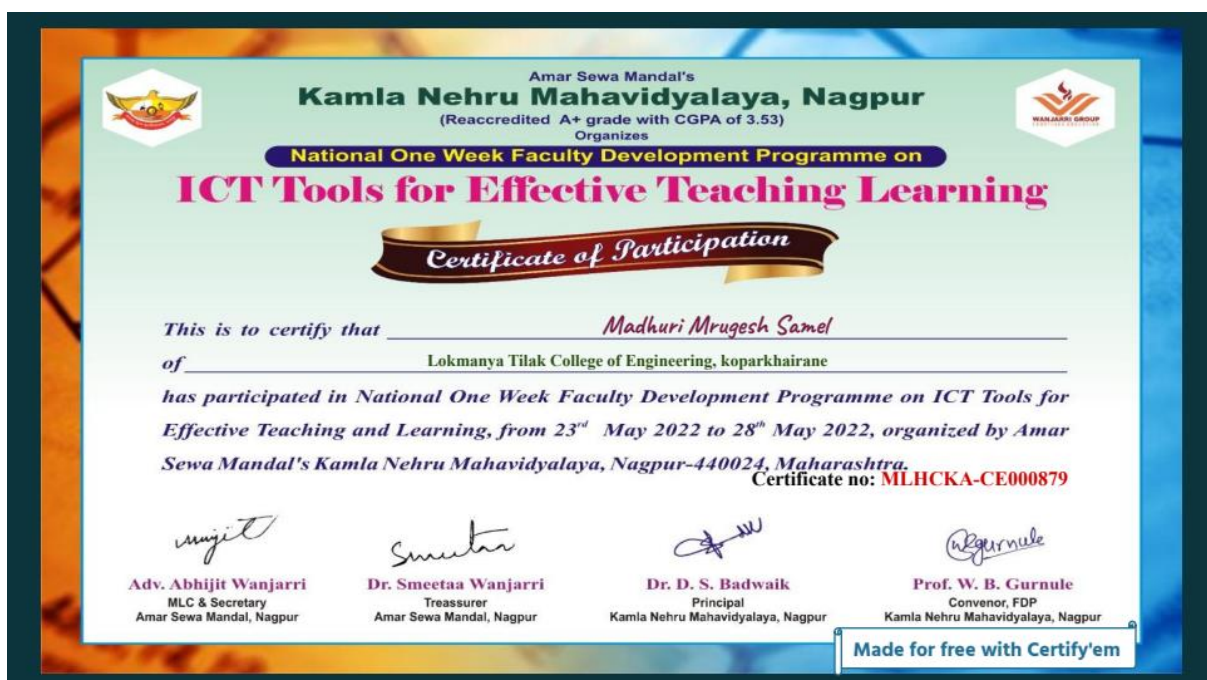 Amar Sewa Mandal's
Kamla Nehru Mahavidyalaya, Nagpur
(Reaccredited A+ grade with CGPA of 3.53)
Organizes
National One Week Faculty Development Programme on
ICT Tools for Effective Teaching Learning
WANJARRI GROUP
Certificate of Participation
This is to certify that Madhuri Mrugesh Samel
of Lokmanya Tilak College of Engineering, koparkhairane
has participated in National One Week Faculty Development Programme on ICT Tools for
Effective Teaching and Learning, from 23rd May 2022 to 28th May 2022, organized by Amar
Sewa Mandal's Kamla Nehru Mahavidyalaya, Nagpur-440024, Maharashtra.
Certificate no: MLHCKA-CE000879
Adv. Abhijit Wanjarri
MLC & Secretary
Amar Sewa Mandal, Nagpur
Dr. Smeetaa Wanjarri
Treassurer
Amar Sewa Mandal, Nagpur
Dr. D. S. Badwaik
Principal
Kamla Nehru Mahavidyalaya, Nagpur
Prof. W. B. Gurnule
Convenor, FDP
Kamla Nehru Mahavidyalaya, Nagpur
Made for free with Certify'em